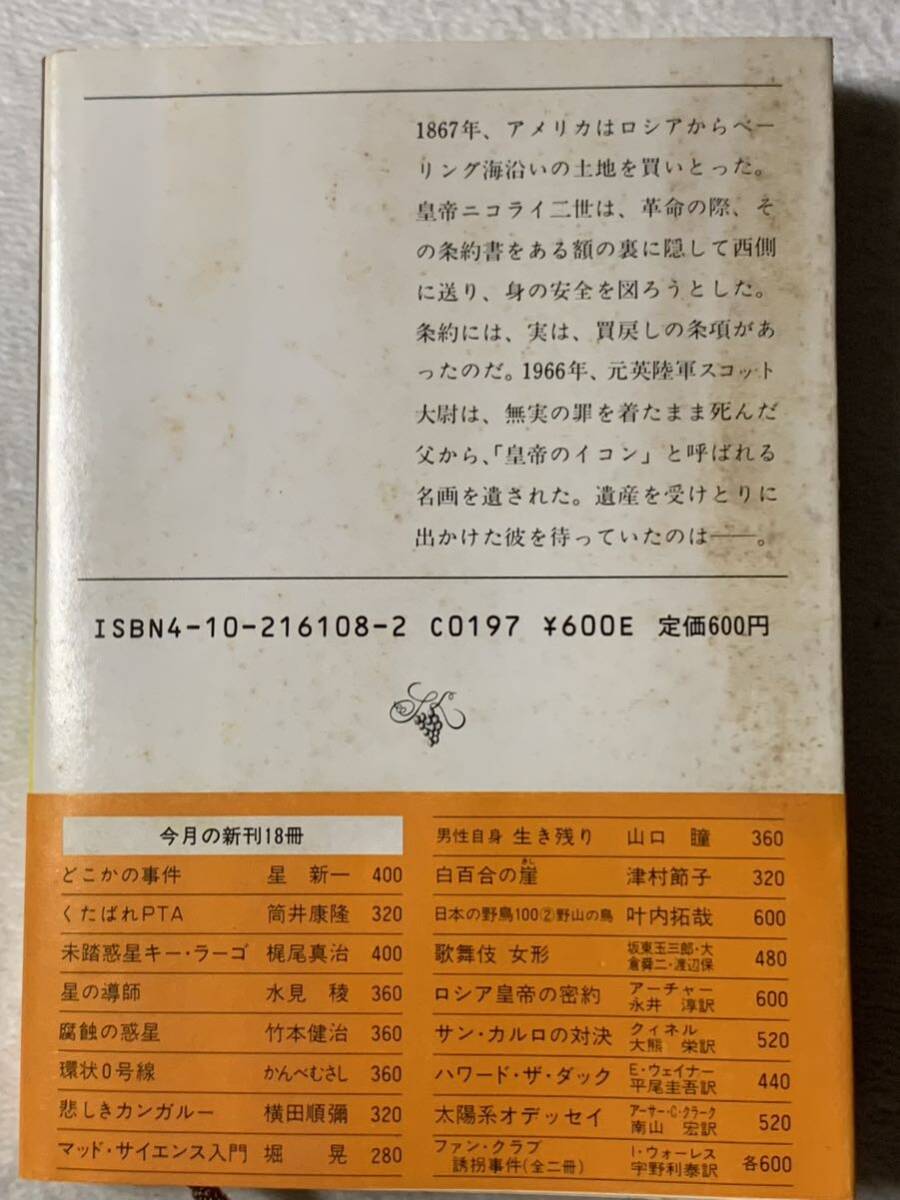 1867年、アメリカはロシアからベー
リング海沿いの土地を買いとった。
皇帝ニコライ二世は、革命の際、そ
の条約書をある額の裏に隠して西側
に送り、身の安全を図ろうとした。
条約には、実は、買戻しの条項があ
ったのだ。1966年、元英陸軍スコット
大尉は、無実の罪を着たまま死んだ
父から、「皇帝のイコン」と呼ばれる
名画を遺された。遺産を受けとりに
出かけた彼を待っていたのは──。
ISBN4-10-216108-2 C0197 ¥600E 定価600円
今月の新刊18冊
どこかの事件 星 新一 400
くたばれPTA 筒井康隆 320
未踏惑星キー・ラーゴ 梶尾真治 400
星の導師 水見 稜 360
腐蝕の惑星 竹本健治 360
環状0号線 かんべむさし 360
悲しきカンガルー 横田順彌 320
マッド・サイエンス入門 堀 晃 280
男性自身 生き残り 山口 瞳 360
白百合の崖 きし 津村節子 320
日本の野鳥100②野山の鳥 叶内拓哉 600
歌舞伎 女形 坂東玉三郎・大倉舜二・渡辺保 480
ロシア皇帝の密約 アーチャー 永井 淳訳 600
サン・カルロの対決 クィネル 大熊 栄訳 520
ハワード・ザ・ダック E・ウェイナー 平尾圭吾訳 440
太陽系オデッセイ アーサー・C・クラーク 南山 宏訳 520
ファン・クラブ誘拐事件(全二冊) I・ウォーレス 宇野利泰訳 各600